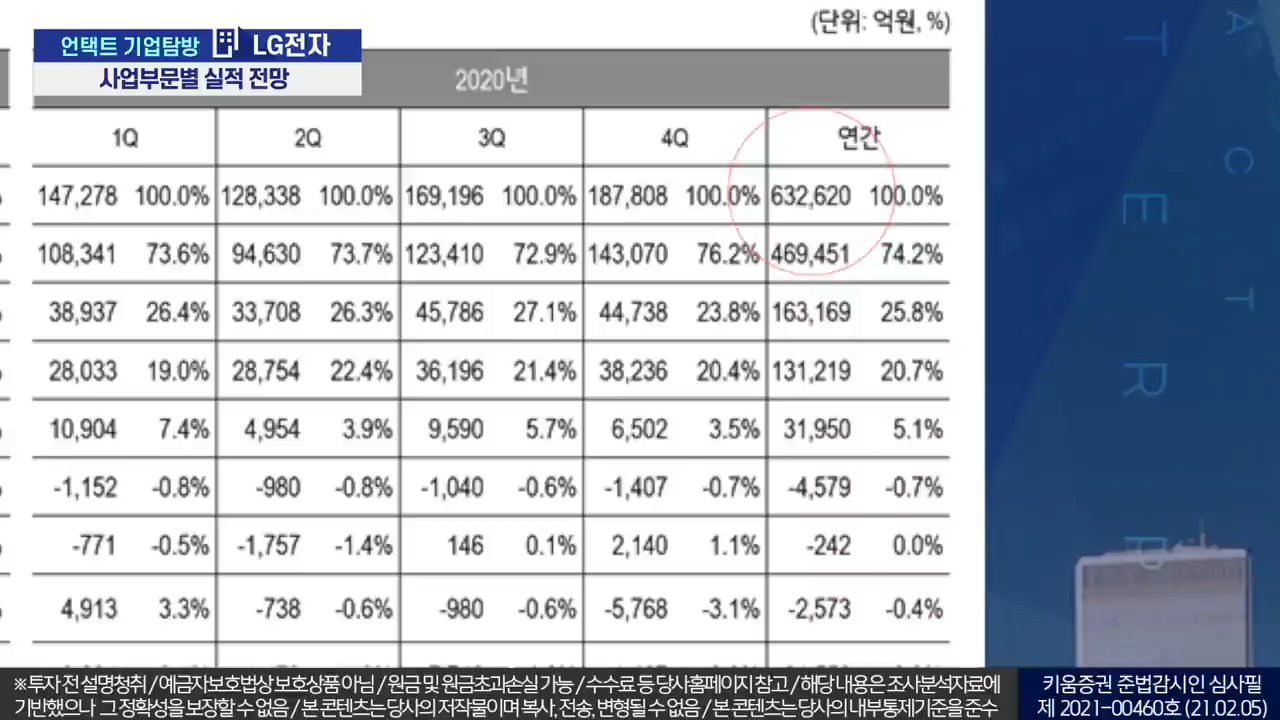 (단위: 억원, %)
언택트 기업탐방 LG전자
사업부문별 실적 전망
2020년
1Q 2Q 3Q 4Q 연간
147,278 100.0% 128,338 100.0% 169,196 100.0% 187,808 100.0% 632,620 100.0%
108,341 73.6% 94,630 73.7% 123,410 72.9% 143,070 76.2% 469,451 74.2%
38,937 26.4% 33,708 26.3% 45,786 27.1% 44,738 23.8% 163,169 25.8%
28,033 19.0% 28,754 22.4% 36,196 21.4% 38,236 20.4% 131,219 20.7%
10,904 7.4% 4,954 3.9% 9,590 5.7% 6,502 3.5% 31,950 5.1%
-1,152 -0.8% -980 -0.8% -1,040 -0.6% -1,407 -0.7% -4,579 -0.7%
-771 -0.5% -1,757 -1.4% 146 0.1% 2,140 1.1% -242 0.0%
4,913 3.3% -738 -0.6% -980 -0.6% -5,768 -3.1% -2,573 -0.4%
T E R P
A C T
※투자 전 설명청취 / 예금자보호법상 보호상품 아님 / 원금 및 원금초과손실 가능 / 수수료 등 당사홈페이지 참고 / 해당 내용은 조사분석자료에
기반했으나 그 정확성을 보장할 수 없음 / 본 콘텐츠는 당사의 저작물이며 복사, 전송, 변형될 수 없음 / 본 콘텐츠는 당사의 내부통제기준을 준수
키움증권 준법감시인 심사필
제 2021-00460호 (21.02.05)